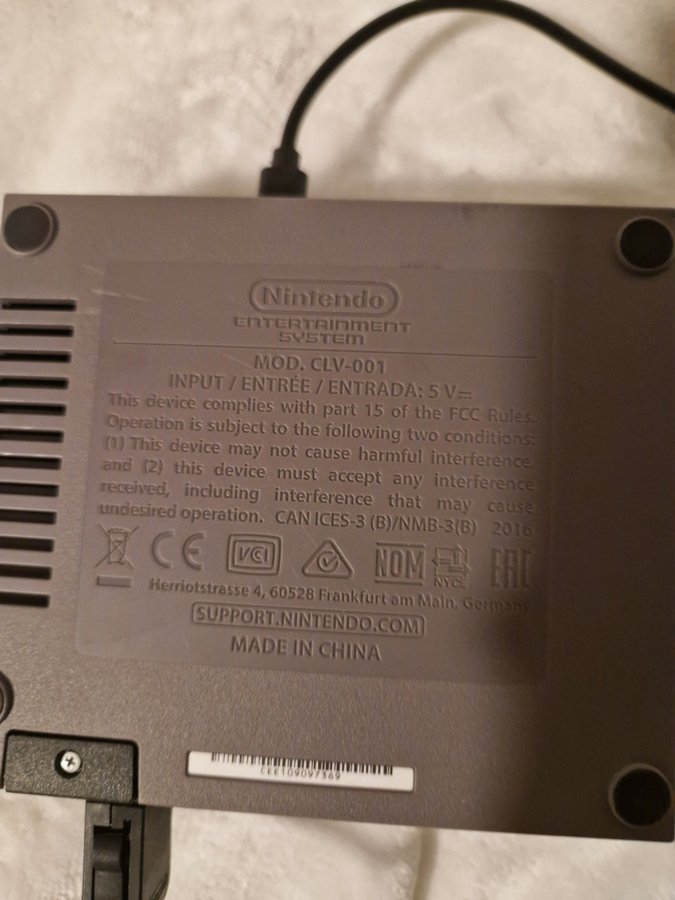 Nintendo
ENTERTAINMENT
SYSTEM
MOD. CLV-001
INPUT / ENTRÉE / ENTRADA: 5 V⎓
This device complies with part 15 of the FCC Rules.
Operation is subject to the following two conditions:
(1) This device may not cause harmful interference,
and (2) this device must accept any interference
received, including interference that may cause
undesired operation. CAN ICES-3 (B)/NMB-3(B) 2016
CE VCI NOM NYCE EAC
Herriotstrasse 4, 60528 Frankfurt am Main, Germany
SUPPORT.NINTENDO.COM
MADE IN CHINA
CEE109097369